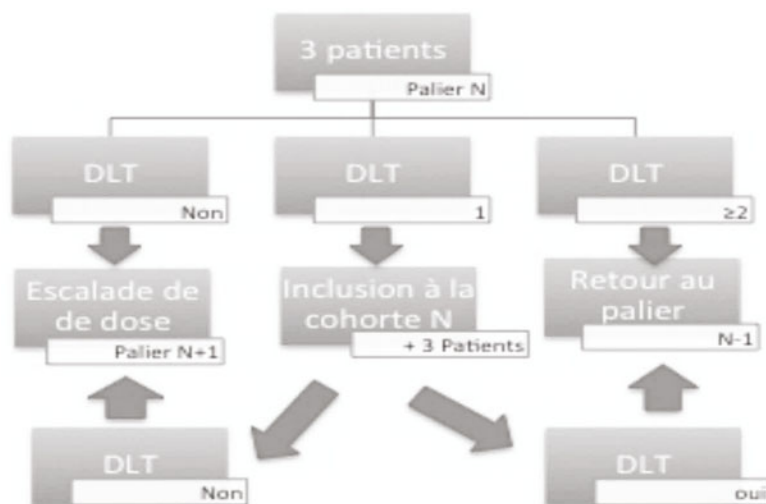 3 patients
Palier N
DLT
Non
DLT
1
DLT
≥2
Escalade de
de dose
Palier N+1
Inclusion à la
cohorte N
+ 3 Patients
Retour au
palier
N-1
DLT
Non
DLT
oui